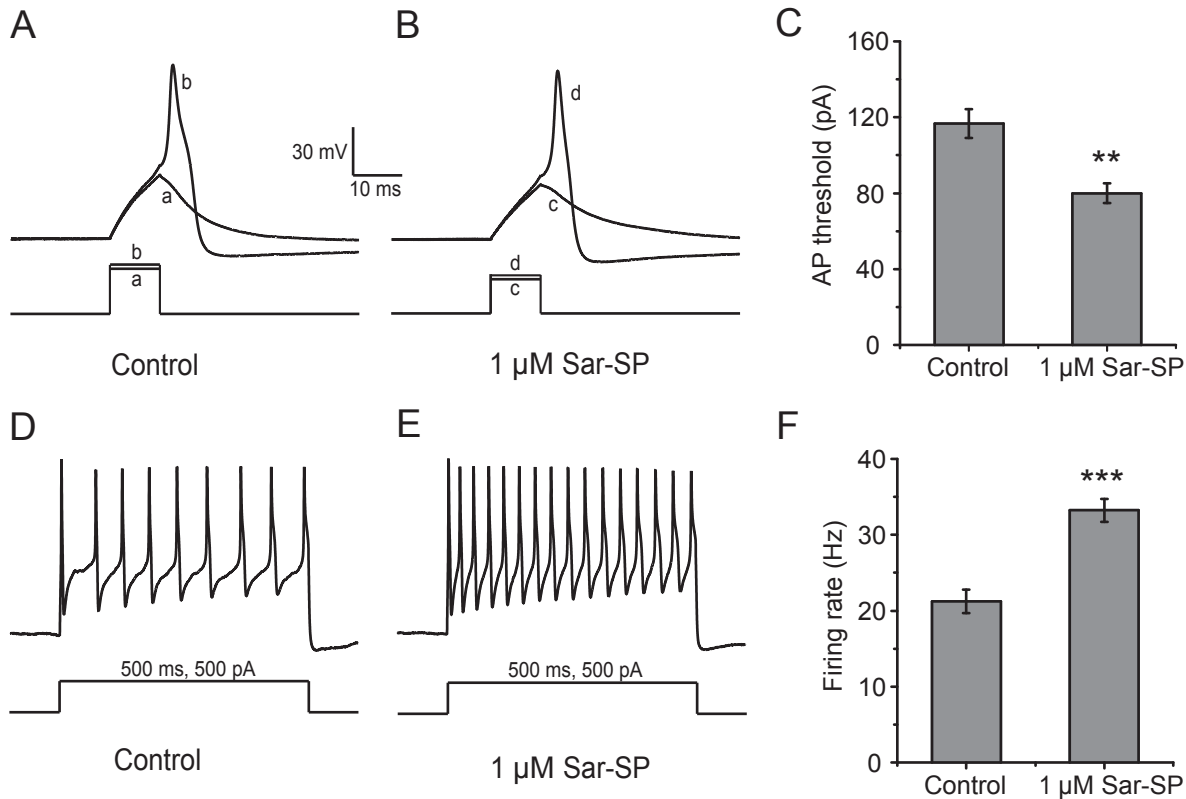 A
b
a
b
a
Control
30 mV
10 ms
B
d
c
d
c
1 µM Sar-SP
C
AP threshold (pA)
160
120
80
40
0
**
Control
1 µM Sar-SP
D
500 ms, 500 pA
Control
E
500 ms, 500 pA
1 µM Sar-SP
F
Firing rate (Hz)
40
30
20
10
0
***
Control
1 µM Sar-SP